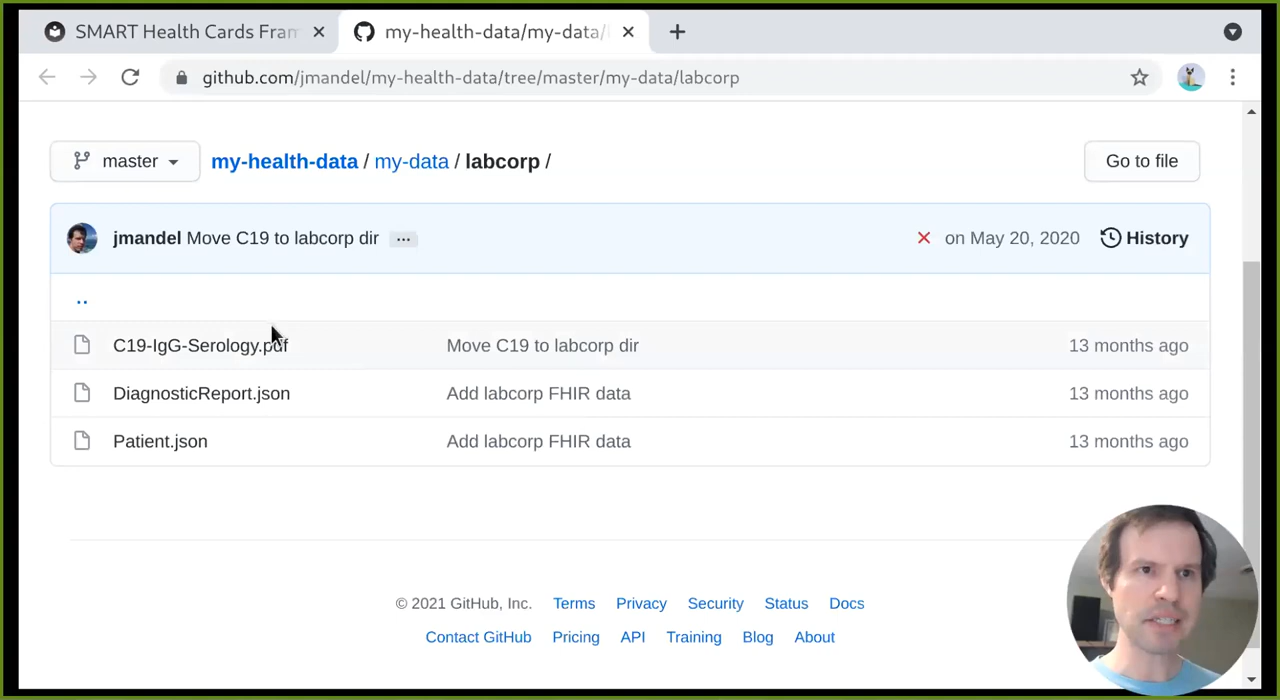 SMART Health Cards Fram
my-health-data/my-data/
github.com/jmandel/my-health-data/tree/master/my-data/labcorp
master my-health-data / my-data / labcorp / Go to file
jmandel Move C19 to labcorp dir ... on May 20, 2020 History
..
C19-IgG-Serology.pdf Move C19 to labcorp dir 13 months ago
DiagnosticReport.json Add labcorp FHIR data 13 months ago
Patient.json Add labcorp FHIR data 13 months ago
© 2021 GitHub, Inc. Terms Privacy Security Status Docs
Contact GitHub Pricing API Training Blog About